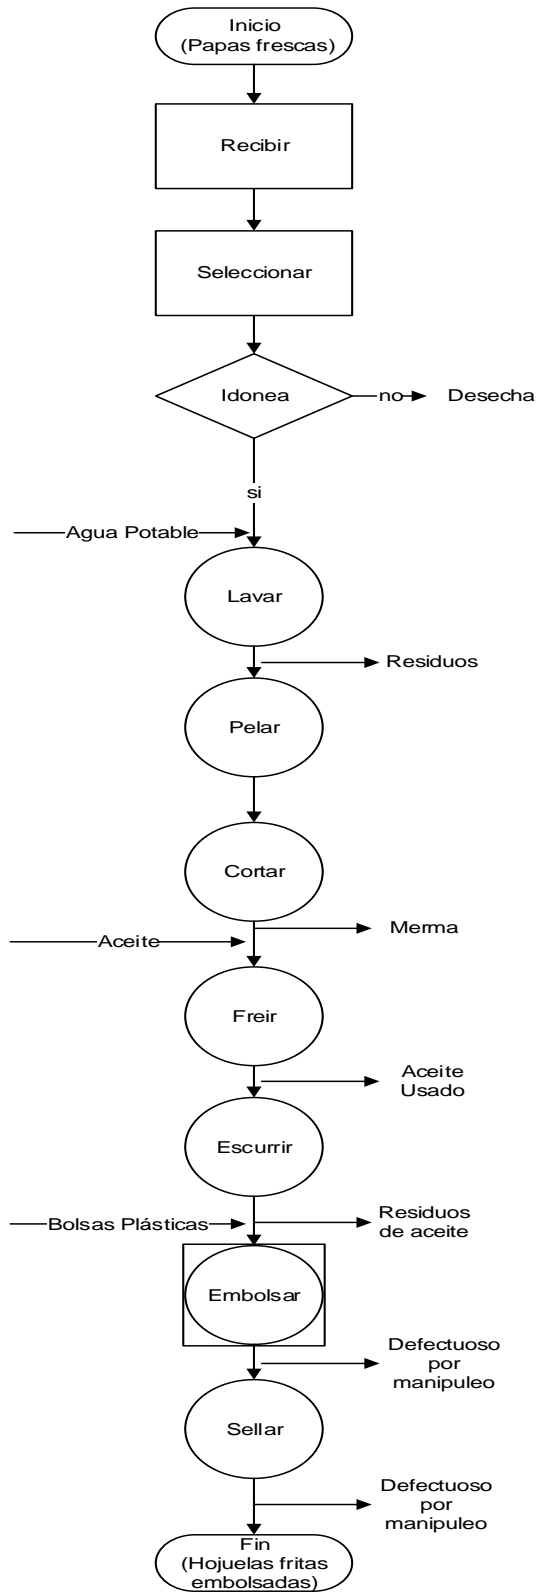 Inicio
(Papas frescas)
Recibir
Seleccionar
Idonea
no
Desecha
si
Agua Potable
Lavar
Residuos
Pelar
Cortar
Merma
Aceite
Freir
Aceite
Usado
Escurrir
Bolsas Plásticas
Residuos
de aceite
Embolsar
Defectuoso
por
manipuleo
Sellar
Defectuoso
por
manipuleo
Fin
(Hojuelas fritas
embolsadas)